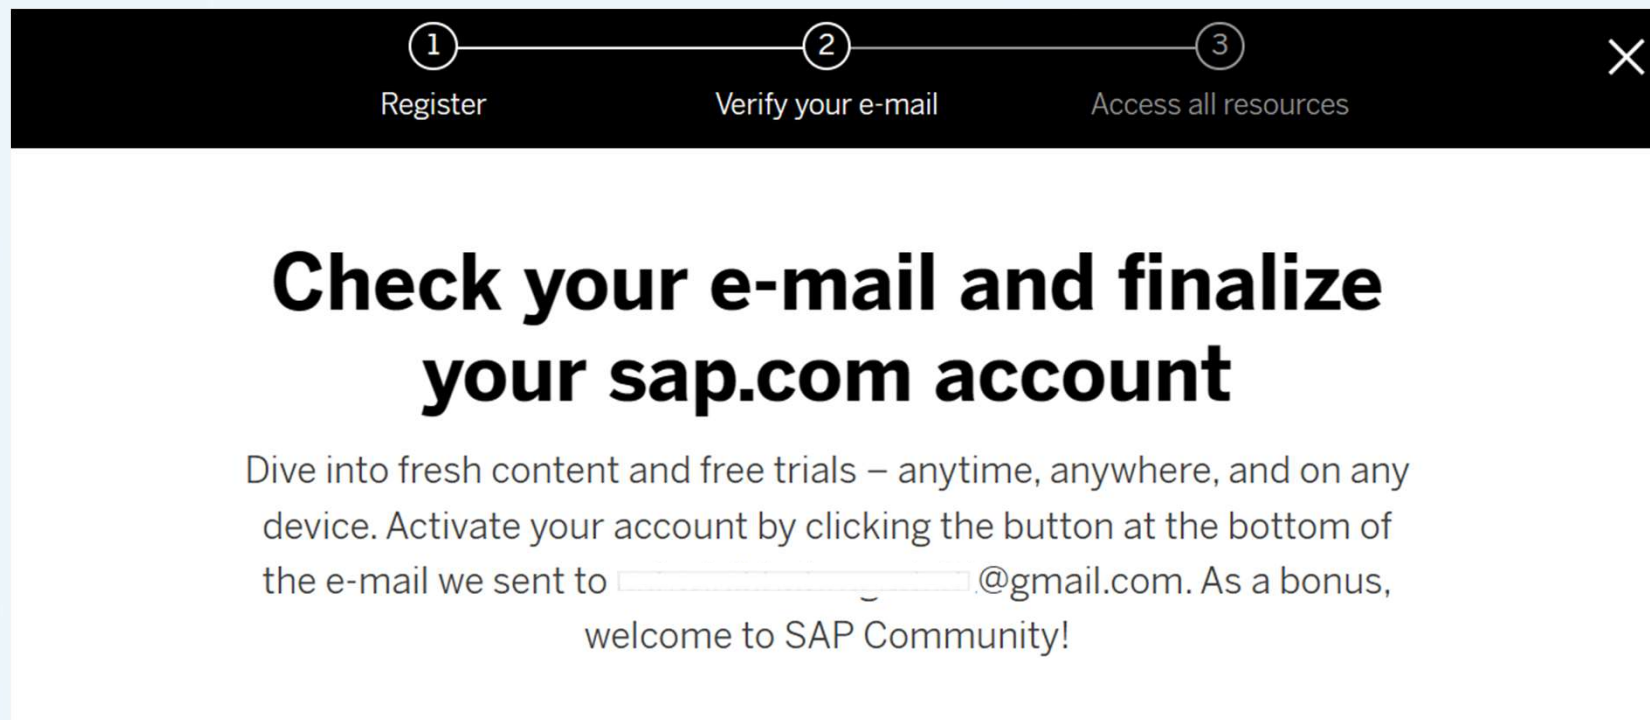 1 2 3
Register Verify your e-mail Access all resources
Check your e-mail and finalize
your sap.com account
Dive into fresh content and free trials – anytime, anywhere, and on any
device. Activate your account by clicking the button at the bottom of
the e-mail we sent to @gmail.com. As a bonus,
welcome to SAP Community!